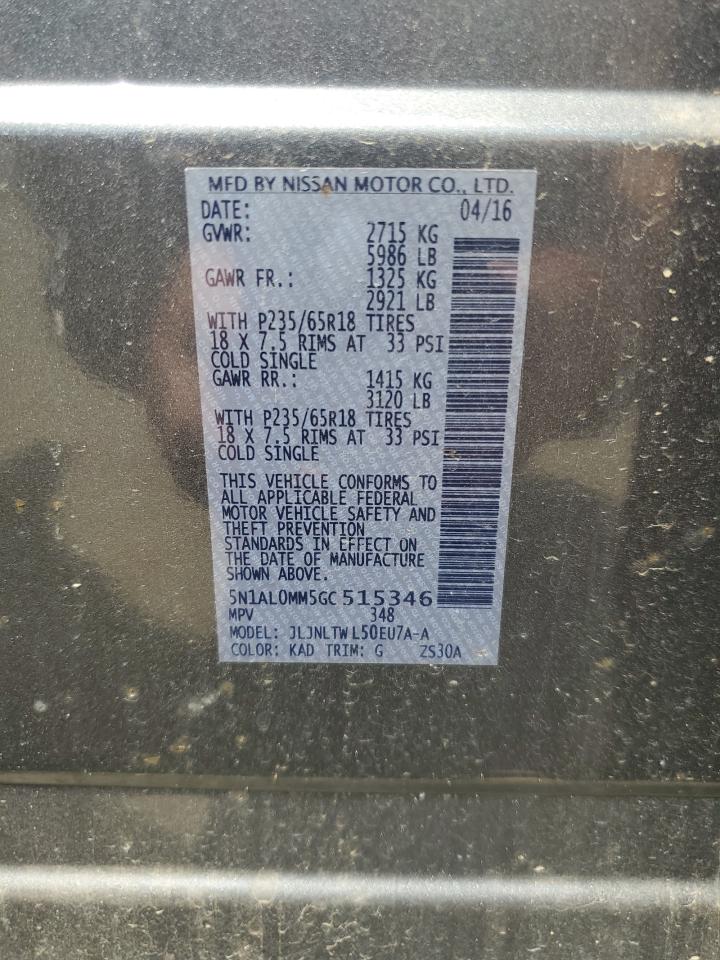 MFD BY NISSAN MOTOR CO., LTD.
DATE: 04/16
GVWR: 2715 KG
5986 LB
GAWR FR.: 1325 KG
2921 LB
WITH P235/65R18 TIRES
18 X 7.5 RIMS AT 33 PSI
COLD SINGLE
GAWR RR.: 1415 KG
3120 LB
WITH P235/65R18 TIRES
18 X 7.5 RIMS AT 33 PSI
COLD SINGLE
THIS VEHICLE CONFORMS TO
ALL APPLICABLE FEDERAL
MOTOR VEHICLE SAFETY AND
THEFT PREVENTION
STANDARDS IN EFFECT ON
THE DATE OF MANUFACTURE
SHOWN ABOVE.
5N1AL0MM5GC515346
MPV 348
MODEL: JLJNLTW L50EU7A-A
COLOR: KAD TRIM: G ZS30A